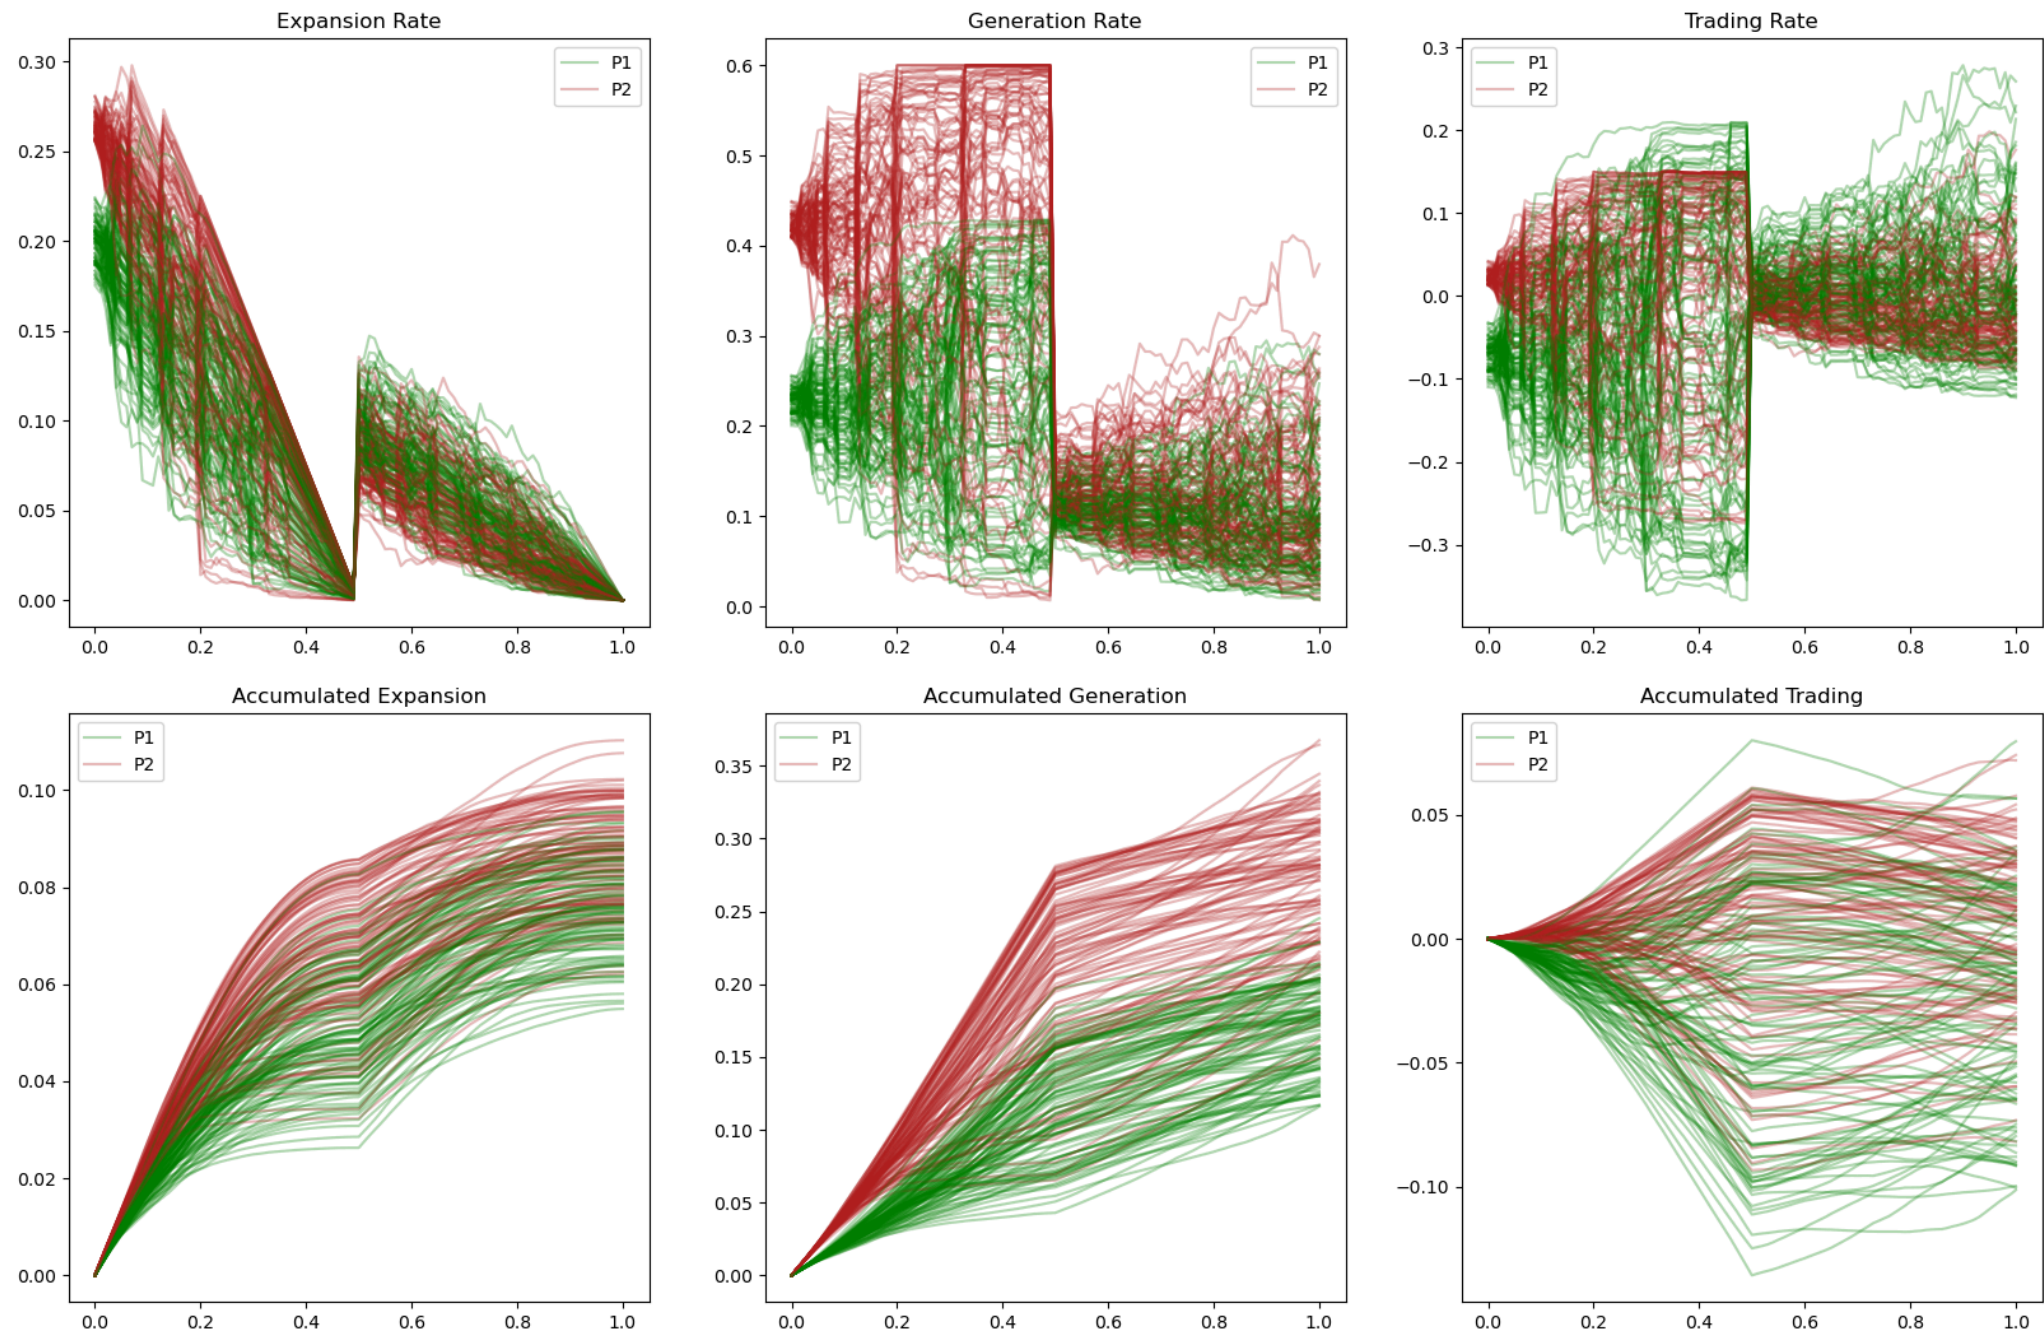 Expansion Rate
0.30
0.25
0.20
0.15
0.10
0.05
0.00
0.0 0.2 0.4 0.6 0.8 1.0
P1
P2
Generation Rate
0.6
0.5
0.4
0.3
0.2
0.1
0.0
0.0 0.2 0.4 0.6 0.8 1.0
P1
P2
Trading Rate
0.3
0.2
0.1
0.0
−0.1
−0.2
−0.3
0.0 0.2 0.4 0.6 0.8 1.0
P1
P2
Accumulated Expansion
0.10
0.08
0.06
0.04
0.02
0.00
0.0 0.2 0.4 0.6 0.8 1.0
P1
P2
Accumulated Generation
0.35
0.30
0.25
0.20
0.15
0.10
0.05
0.00
0.0 0.2 0.4 0.6 0.8 1.0
P1
P2
Accumulated Trading
0.05
0.00
−0.05
−0.10
0.0 0.2 0.4 0.6 0.8 1.0
P1
P2